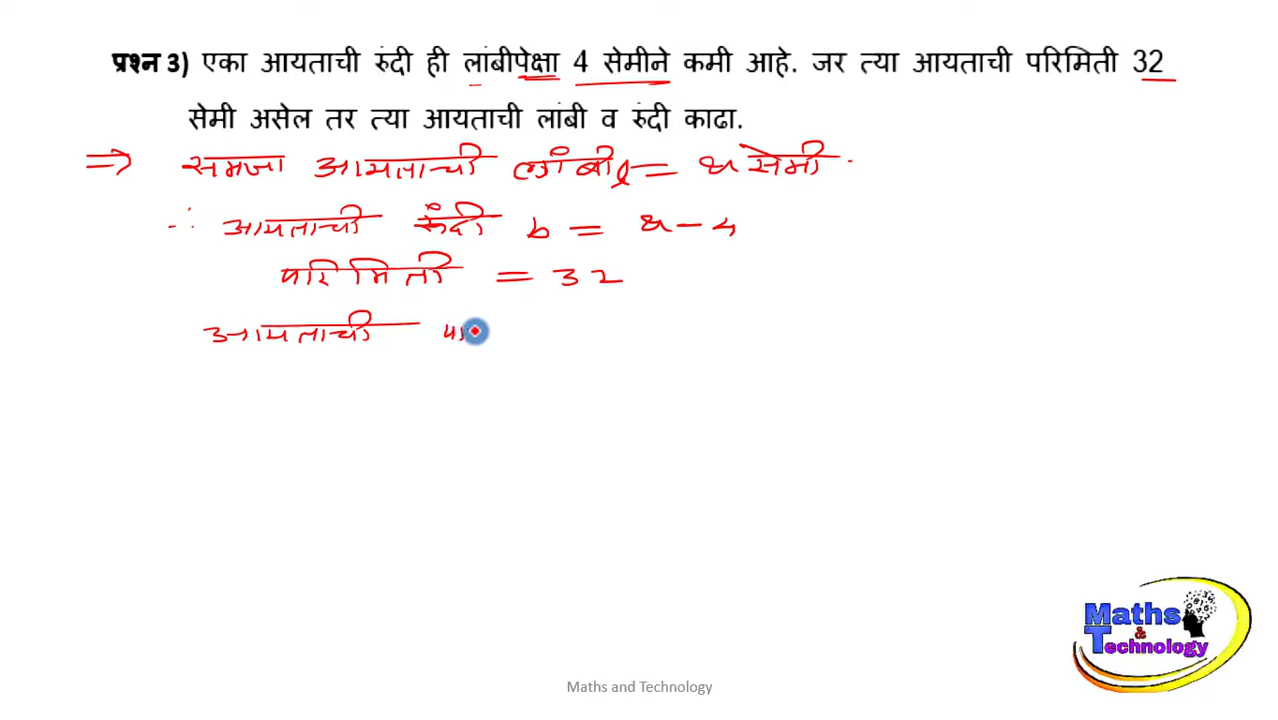 प्रश्न 3) एका आयताची रुंदी ही लांबीपेक्षा 4 सेमीने कमी आहे. जर त्या आयताची परिमिती 32
सेमी असेल तर त्या आयताची लांबी व रुंदी काढा.
⇒ समजा आयताची लांबी l = x सेमी
∴ आयताची रुंदी b = x - 4
परिमिती = 32
आयताची
Maths
&
Technology
Maths and Technology